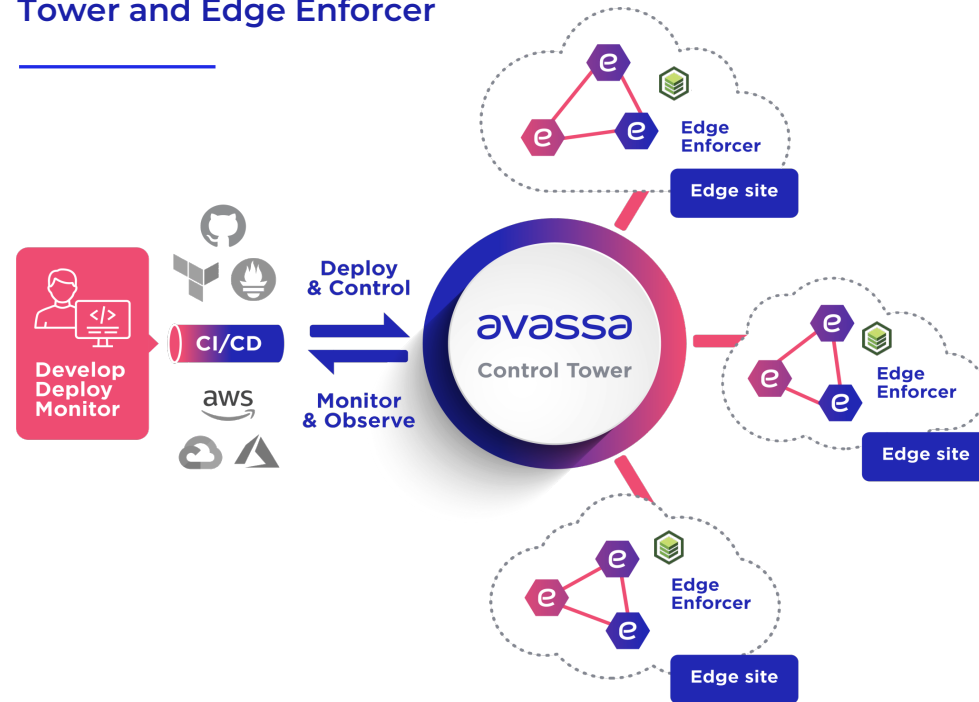 Tower and Edge Enforcer
Edge
Enforcer
Edge site
Deploy
& Control
</>
CI/CD
Develop
Deploy
Monitor
aws
Monitor
& Observe
avassa
Control Tower
e
e
e
Edge
Enforcer
Edge site
e
e
e
Edge
Enforcer
Edge site
e
e
e